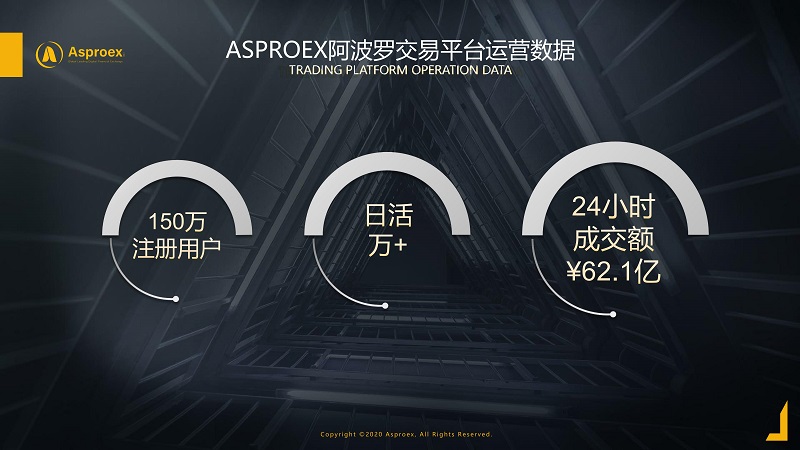 Asproex
ASPROEX阿波罗交易平台运营数据
TRADING PLATFORM OPERATION DATA
150万
注册用户
日活
万+
24小时
成交额
¥62.1亿
Copyright ©2020 Asproex, All Rights Reserved.